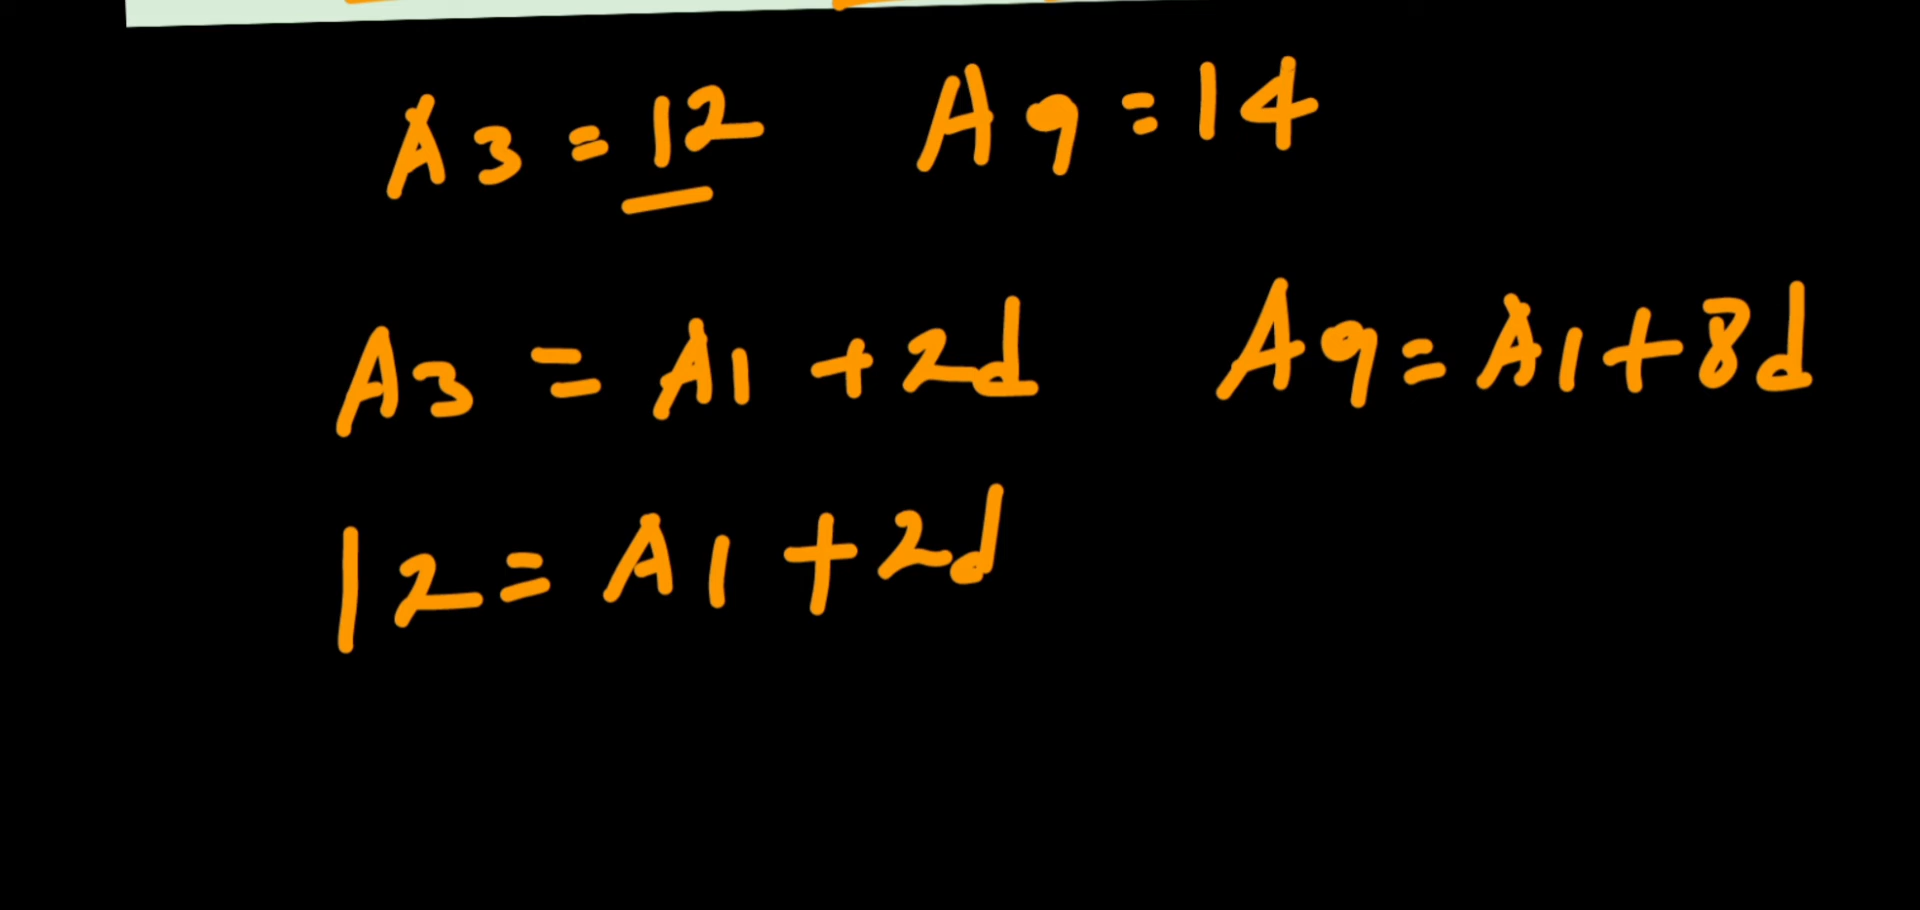 A3 = 12 A9 = 14
A3 = A1 + 2d A9 = A1 + 8d
12 = A1 + 2d